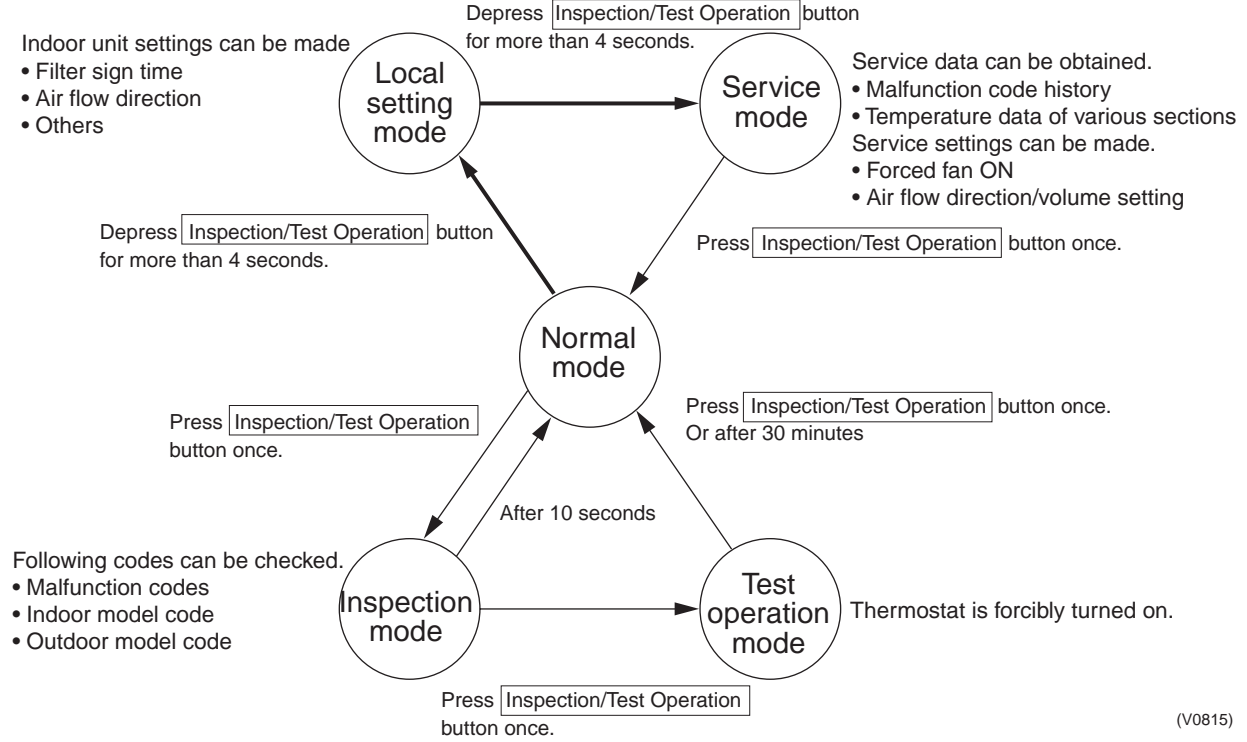 Depress Inspection/Test Operation button
for more than 4 seconds.
Indoor unit settings can be made
• Filter sign time
• Air flow direction
• Others
Local
setting
mode
Service
mode
Service data can be obtained.
• Malfunction code history
• Temperature data of various sections
Service settings can be made.
• Forced fan ON
• Air flow direction/volume setting
Depress Inspection/Test Operation button
for more than 4 seconds.
Press Inspection/Test Operation button once.
Normal
mode
Press Inspection/Test Operation
button once.
Press Inspection/Test Operation button once.
Or after 30 minutes
After 10 seconds
Following codes can be checked.
• Malfunction codes
• Indoor model code
• Outdoor model code
Inspection
mode
Test
operation
mode
Thermostat is forcibly turned on.
Press Inspection/Test Operation
button once.
(V0815)